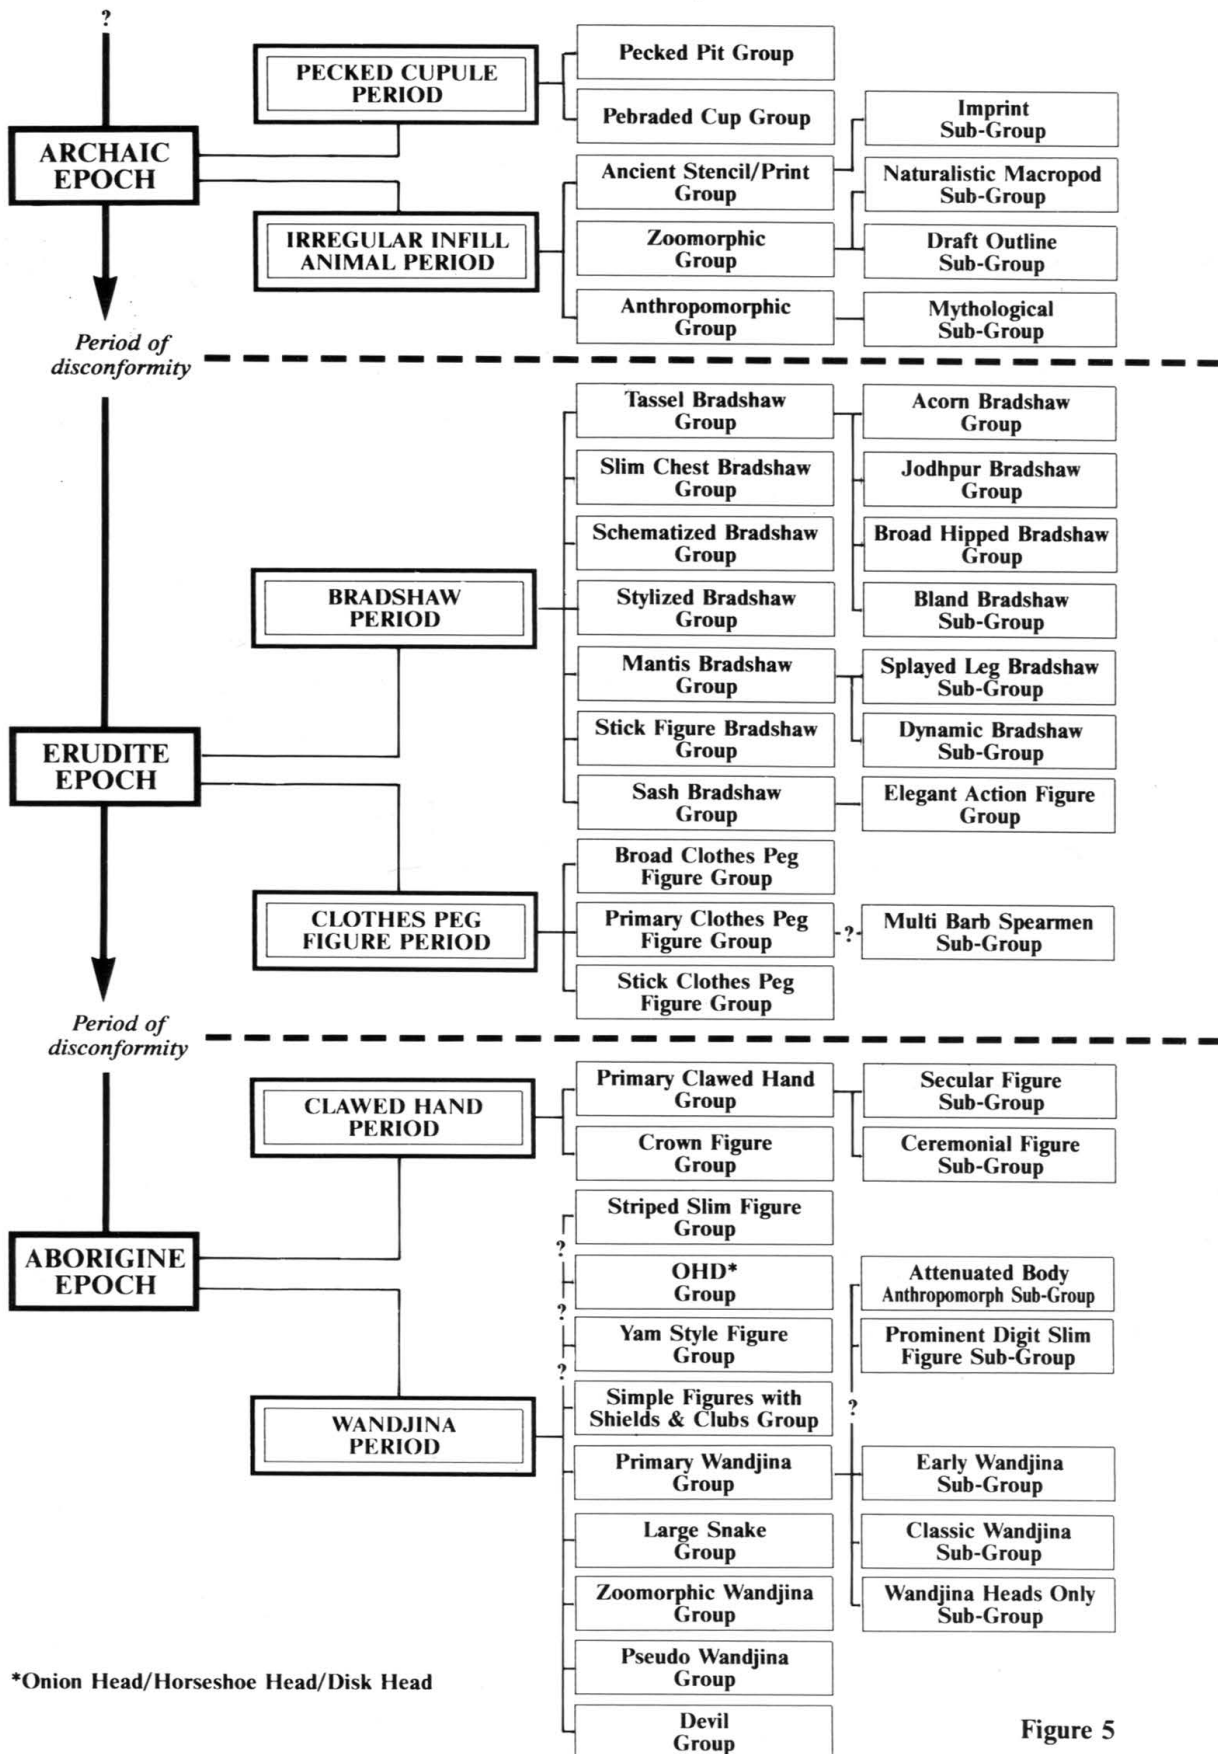 ?
PECKED CUPULE
PERIOD
Pecked Pit Group
Pebraded Cup Group
Imprint
Sub-Group
ARCHAIC
EPOCH
Ancient Stencil/Print
Group
Naturalistic Macropod
Sub-Group
IRREGULAR INFILL
ANIMAL PERIOD
Zoomorphic
Group
Draft Outline
Sub-Group
Anthropomorphic
Group
Mythological
Sub-Group
Period of
disconformity
Tassel Bradshaw
Group
Acorn Bradshaw
Group
Slim Chest Bradshaw
Group
Jodhpur Bradshaw
Group
Schematized Bradshaw
Group
Broad Hipped Bradshaw
Group
BRADSHAW
PERIOD
Stylized Bradshaw
Group
Bland Bradshaw
Sub-Group
Mantis Bradshaw
Group
Splayed Leg Bradshaw
Sub-Group
ERUDITE
EPOCH
Stick Figure Bradshaw
Group
Dynamic Bradshaw
Sub-Group
Sash Bradshaw
Group
Elegant Action Figure
Group
Broad Clothes Peg
Figure Group
CLOTHES PEG
FIGURE PERIOD
Primary Clothes Peg
Figure Group
?
Multi Barb Spearmen
Sub-Group
Stick Clothes Peg
Figure Group
Period of
disconformity
CLAWED HAND
PERIOD
Primary Clawed Hand
Group
Secular Figure
Sub-Group
Crown Figure
Group
Ceremonial Figure
Sub-Group
Striped Slim Figure
Group
?
ABORIGINE
EPOCH
OHD*
Group
Attenuated Body
Anthropomorph Sub-Group
?
Yam Style Figure
Group
Prominent Digit Slim
Figure Sub-Group
?
Simple Figures with
Shields & Clubs Group
?
WANDJINA
PERIOD
Primary Wandjina
Group
Early Wandjina
Sub-Group
Large Snake
Group
Classic Wandjina
Sub-Group
Zoomorphic Wandjina
Group
Wandjina Heads Only
Sub-Group
Pseudo Wandjina
Group
*Onion Head/Horseshoe Head/Disk Head
Devil
Group
Figure 5